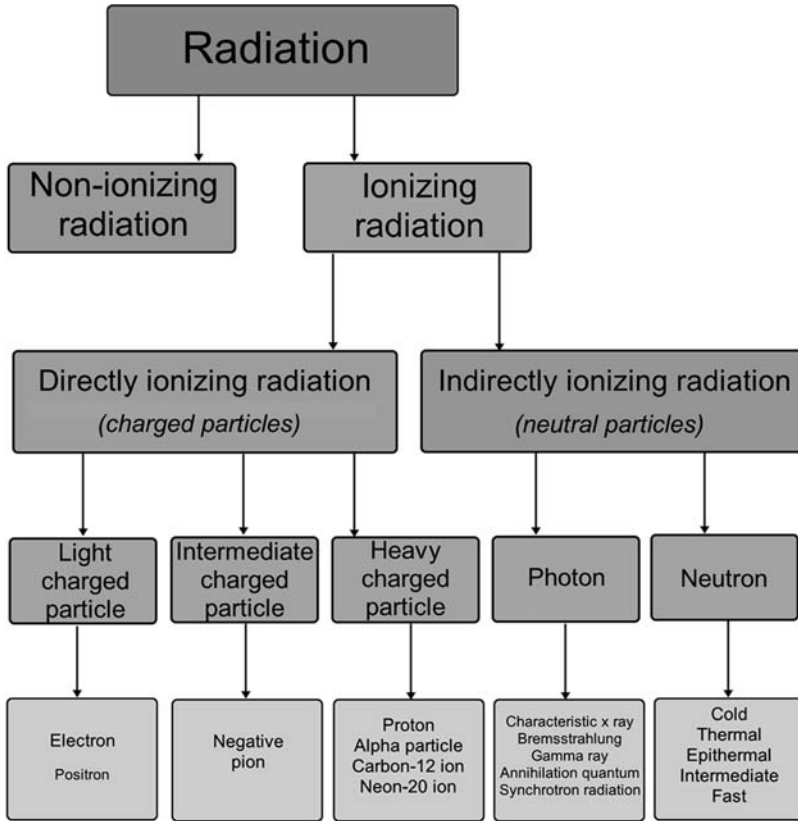 Radiation
Non-ionizing
radiation
Ionizing
radiation
Directly ionizing radiation
(charged particles)
Indirectly ionizing radiation
(neutral particles)
Light
charged
particle
Intermediate
charged
particle
Heavy
charged
particle
Photon
Neutron
Electron
Positron
Negative
pion
Proton
Alpha particle
Carbon-12 ion
Neon-20 ion
Characteristic x ray
Bremsstrahlung
Gamma ray
Annihilation quantum
Synchrotron radiation
Cold
Thermal
Epithermal
Intermediate
Fast